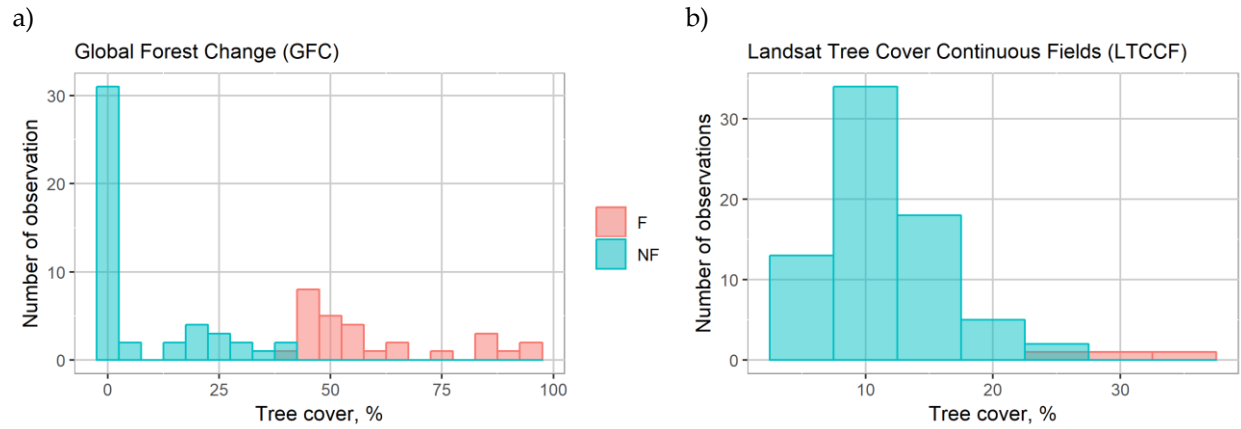 a)
Global Forest Change (GFC)
30
20
10
0
Number of observation
0 25 50 75 100
Tree cover, %
F
NF
b)
Landsat Tree Cover Continuous Fields (LTCCF)
30
20
10
0
Number of observations
10 20 30
Tree cover, %